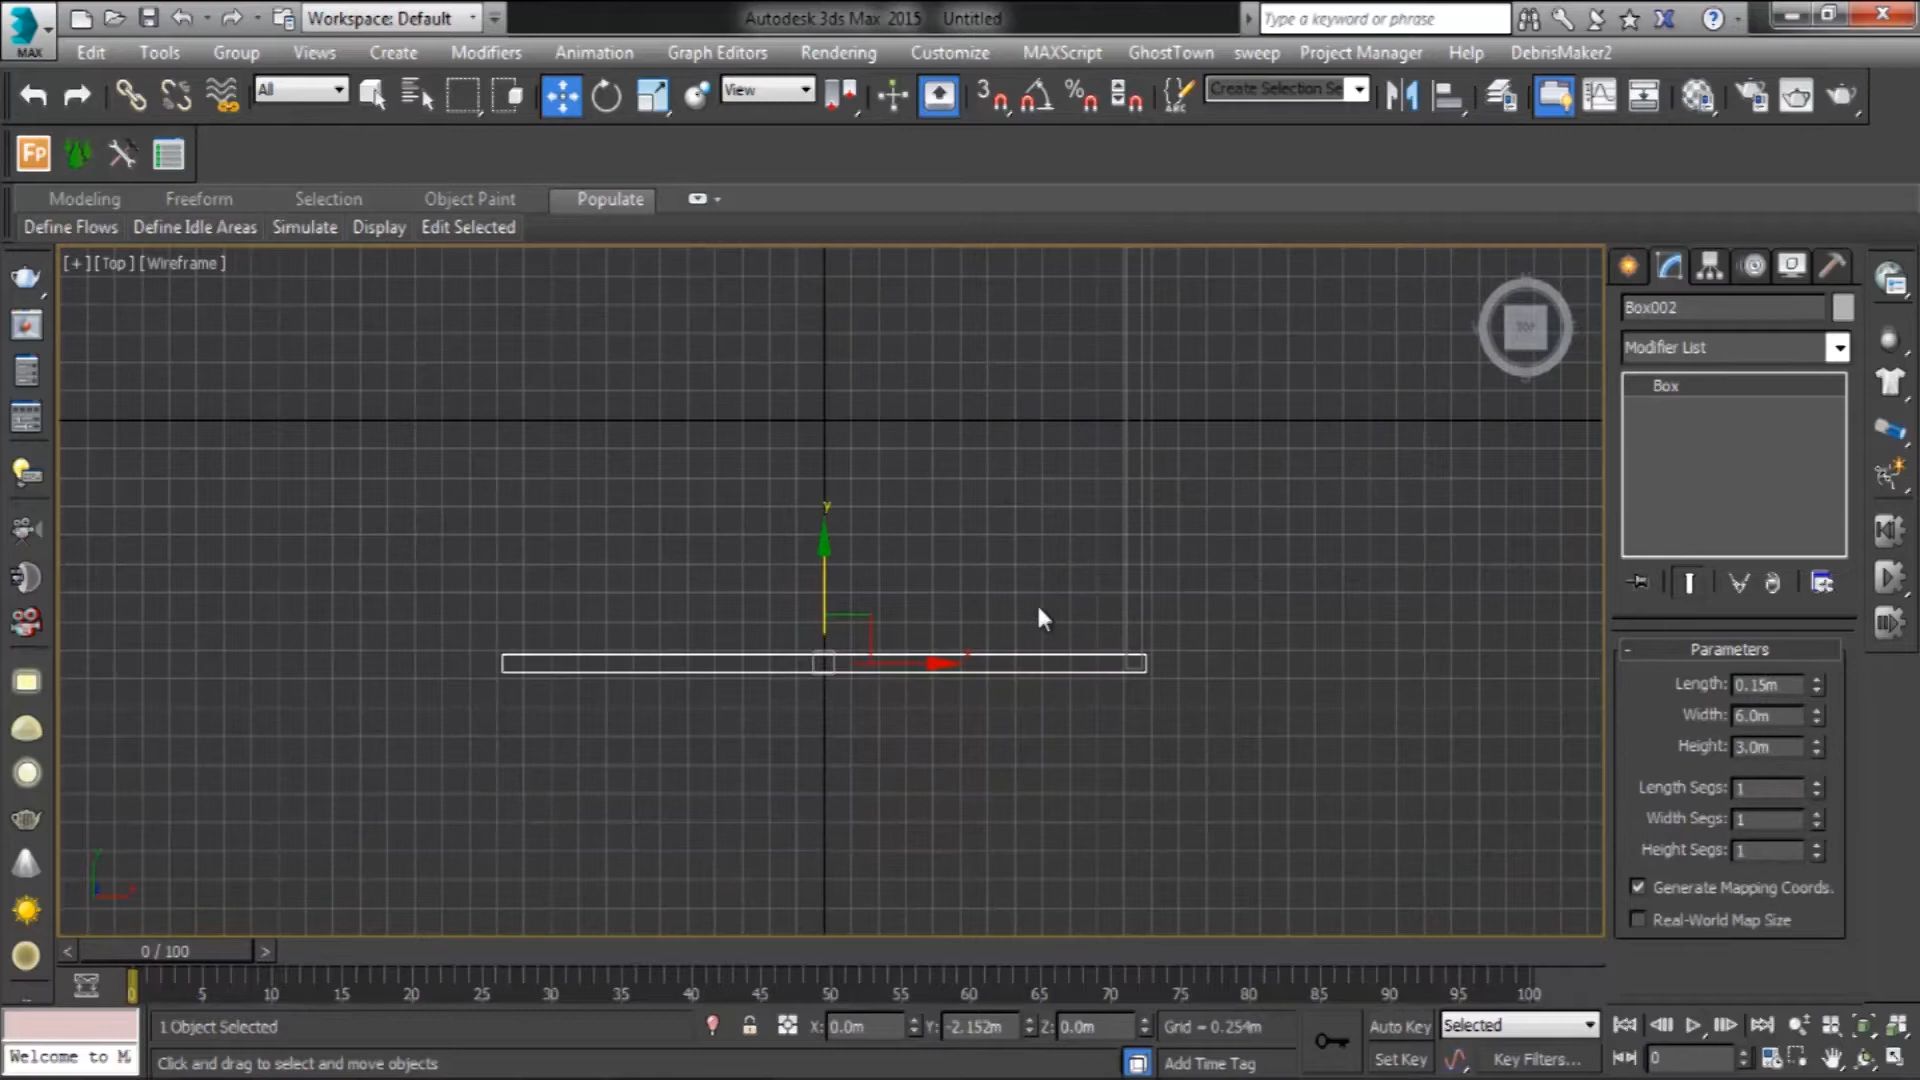 MAX
Workspace: Default
Autodesk 3ds Max 2015 Untitled
Type a keyword or phrase
Edit Tools Group Views Create Modifiers Animation Graph Editors Rendering Customize MAXScript GhostTown sweep Project Manager Help DebrisMaker2
All
View
3
%
ABC
Create Selection Se
Fp
Modeling Freeform Selection Object Paint Populate
Define Flows Define Idle Areas Simulate Display Edit Selected
[+] [Top] [Wireframe]
TOP
Box002
Modifier List
Box
y
x
Parameters
Length: 0.15m
Width: 6.0m
Height: 3.0m
Length Segs: 1
Width Segs: 1
Height Segs: 1
Generate Mapping Coords.
Real-World Map Size
< 0 / 100 >
0 5 10 15 20 25 30 35 40 45 50 55 60 65 70 75 80 85 90 95 100
1 Object Selected X: 0.0m Y: -2.152m Z: 0.0m Grid = 0.254m Auto Key Selected
Welcome to M
Click and drag to select and move objects Add Time Tag Set Key Key Filters... 0